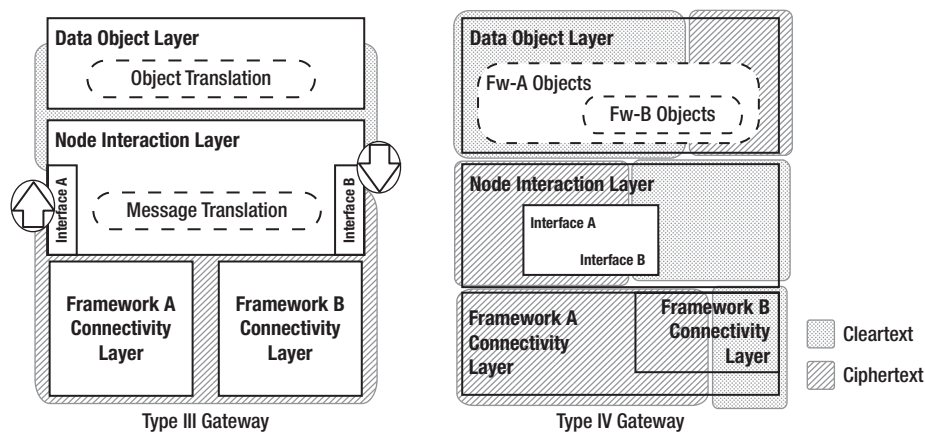 Data Object Layer
Object Translation
Node Interaction Layer
Interface A
Message Translation
Interface B
Framework A
Connectivity
Layer
Framework B
Connectivity
Layer
Type III Gateway
Data Object Layer
Fw-A Objects
Fw-B Objects
Node Interaction Layer
Interface A
Interface B
Framework A
Connectivity
Layer
Framework B
Connectivity
Layer
Type IV Gateway
Cleartext
Ciphertext